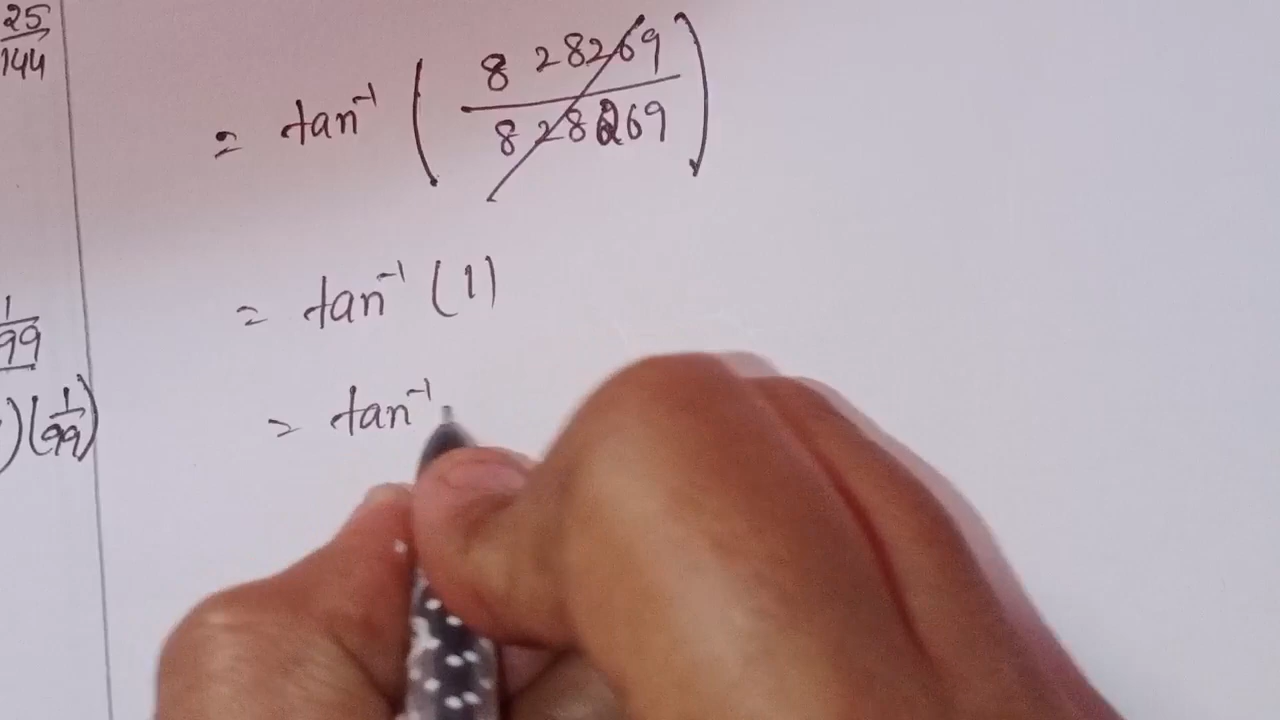 25/144
= tan⁻¹ (828269/828269)
1/99
= tan⁻¹ (1)
)(1/99)
= tan⁻¹